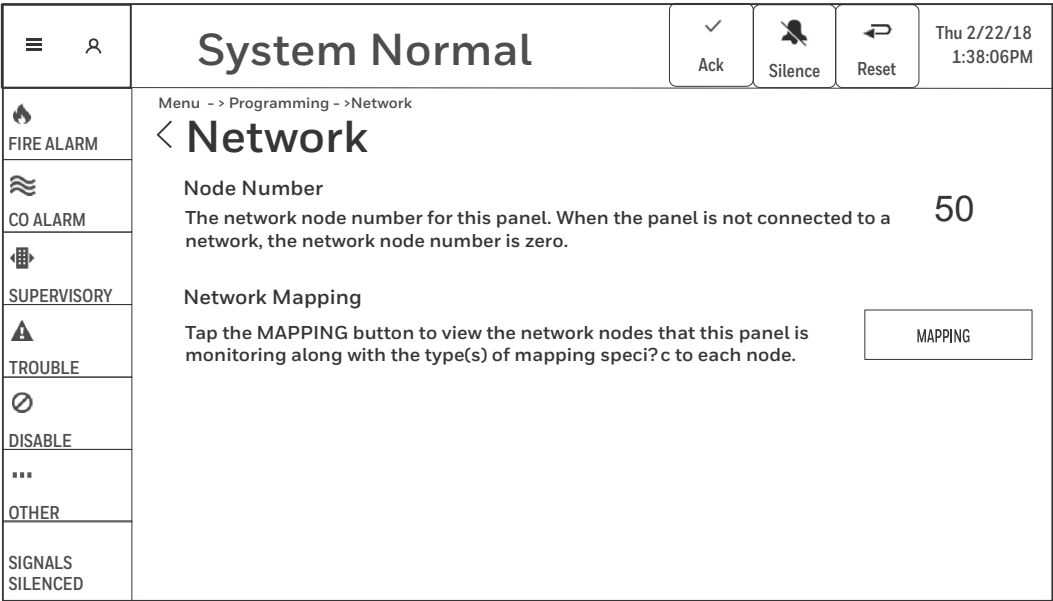 System Normal
Ack
Silence
Reset
Thu 2/22/18
1:38:06PM
FIRE ALARM
CO ALARM
SUPERVISORY
TROUBLE
DISABLE
OTHER
SIGNALS
SILENCED
Menu -> Programming ->Network
Network
Node Number
The network node number for this panel. When the panel is not connected to a
network, the network node number is zero.
50
Network Mapping
Tap the MAPPING button to view the network nodes that this panel is
monitoring along with the type(s) of mapping speci?c to each node.
MAPPING